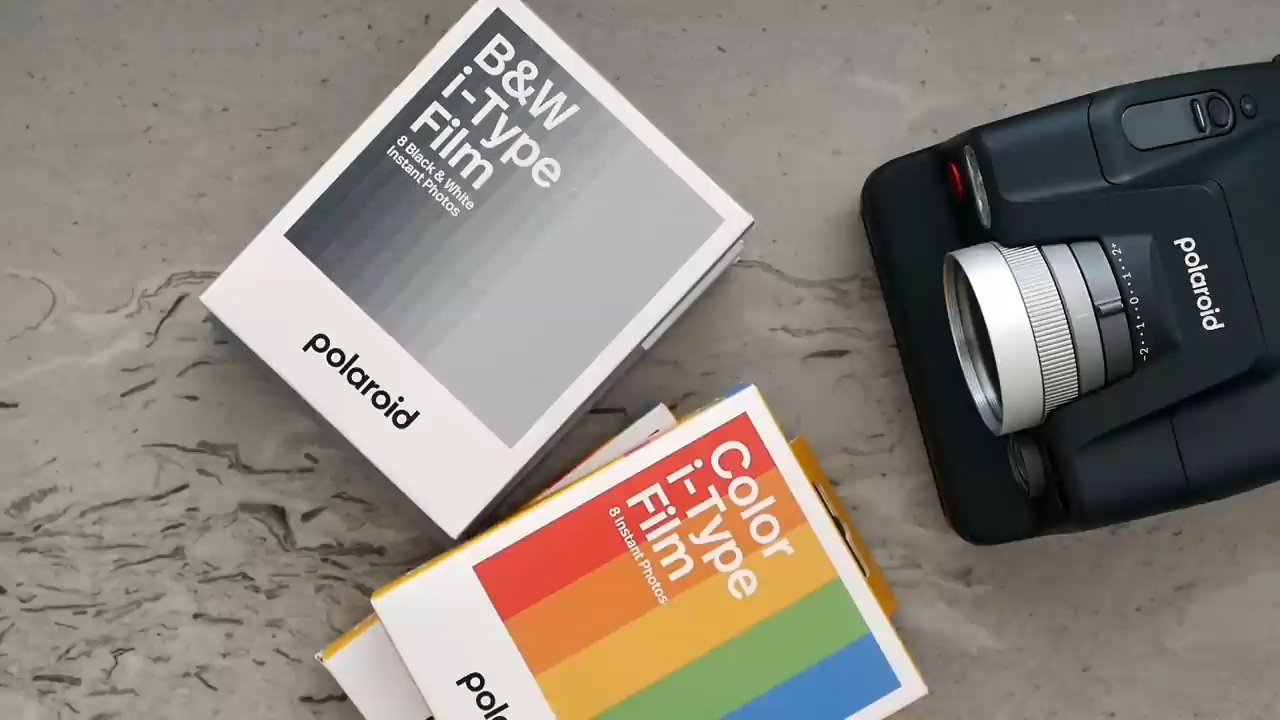 B&W
i-Type
Film
8 Black & White
Instant Photos
polaroid
Color
i-Type
Film
8 Instant Photos
pola
polaroid
-2 · 1 · 0 · 1 · 2+